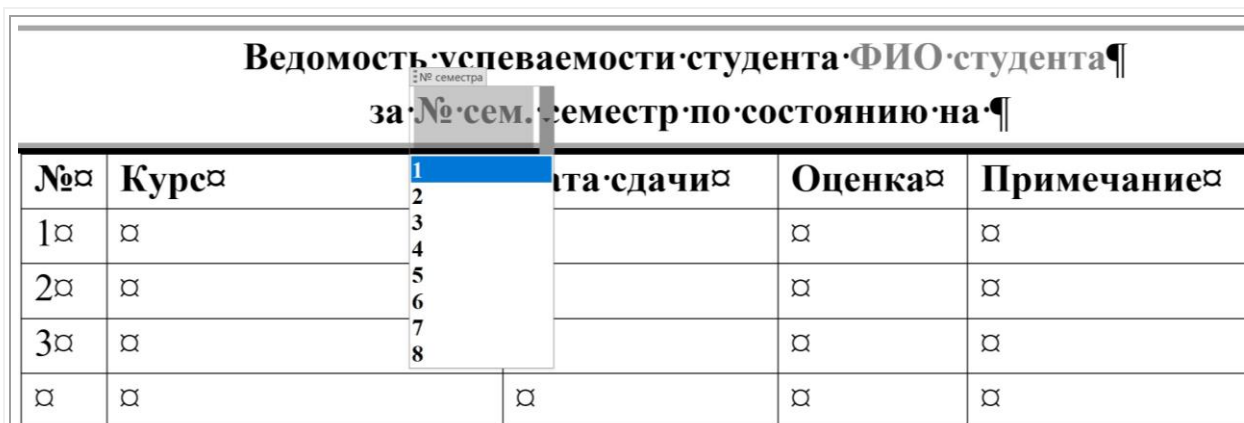 Ведомость·успеваемости·студента·ФИО·студента¶
№ семестра
за·№·сем.·семестр·по·состоянию·на·¶
№¤ Курс¤ ата·сдачи¤ Оценка¤ Примечание¤
1
2
3
4
5
6
7
8
1¤ ¤ ¤ ¤
2¤ ¤ ¤ ¤
3¤ ¤ ¤ ¤
¤ ¤ ¤ ¤ ¤